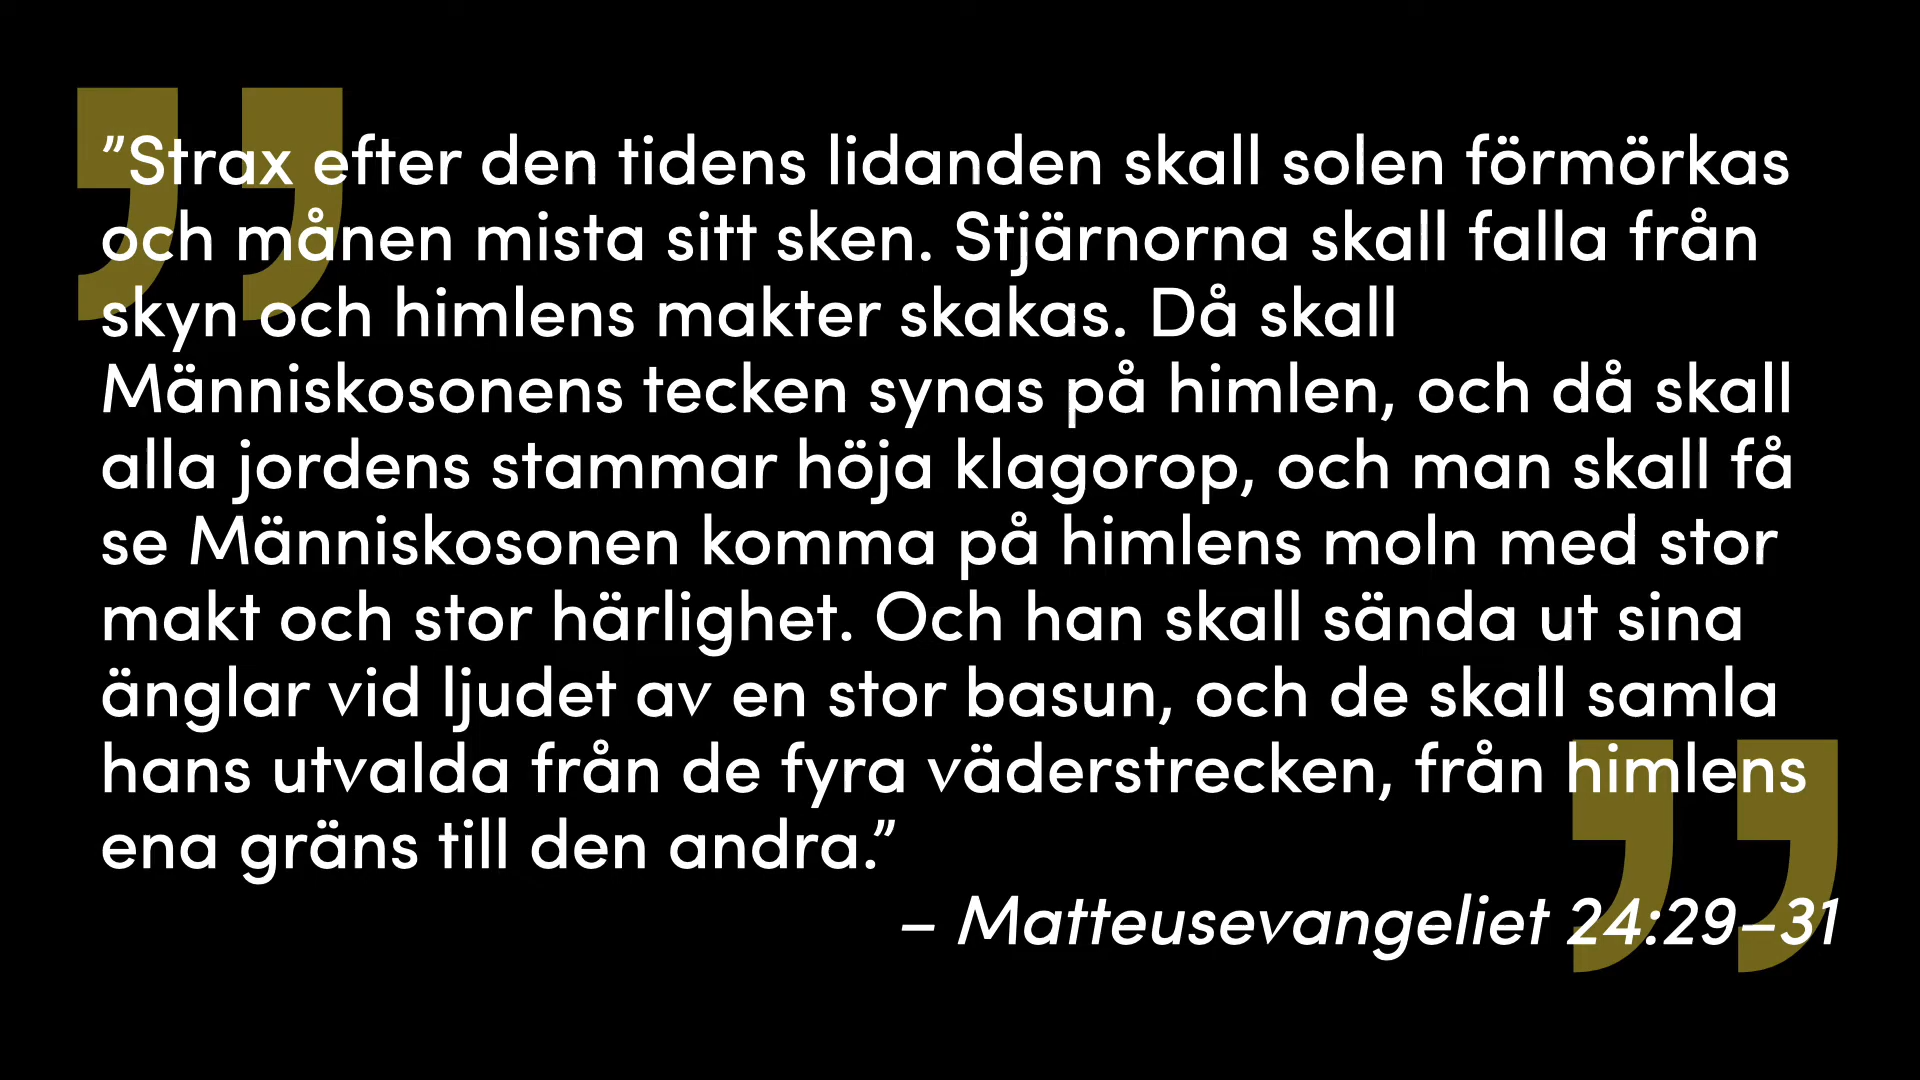 ”Strax efter den tidens lidanden skall solen förmörkas
och månen mista sitt sken. Stjärnorna skall falla från
skyn och himlens makter skakas. Då skall
Människosonens tecken synas på himlen, och då skall
alla jordens stammar höja klagorop, och man skall få
se Människosonen komma på himlens moln med stor
makt och stor härlighet. Och han skall sända ut sina
änglar vid ljudet av en stor basun, och de skall samla
hans utvalda från de fyra väderstrecken, från himlens
ena gräns till den andra.”
– Matteusevangeliet 24:29–31